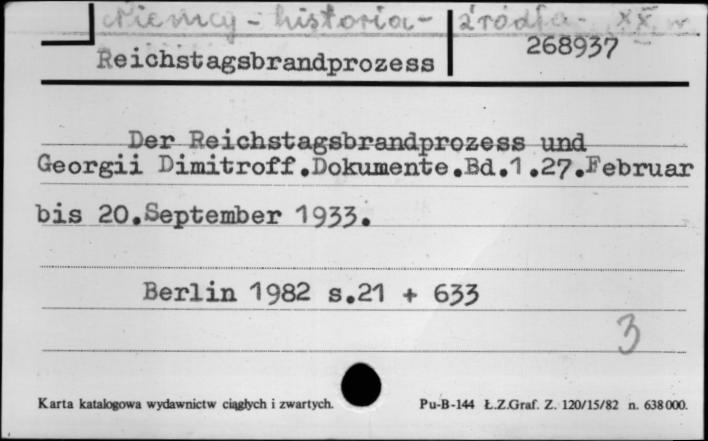 Niemcy - historia - źródła - XX w
268937
Reichstagsbrandprozess
Der Reichstagsbrandprozess und
Georgii Dimitroff.Dokumente.Bd.1.27.Februar
bis 20.September 1933.
Berlin 1982 s.21 + 633
3
Karta katalogowa wydawnictw ciągłych i zwartych.
Pu-B-144 Ł.Z.Graf. Z. 120/15/82 n. 638000.